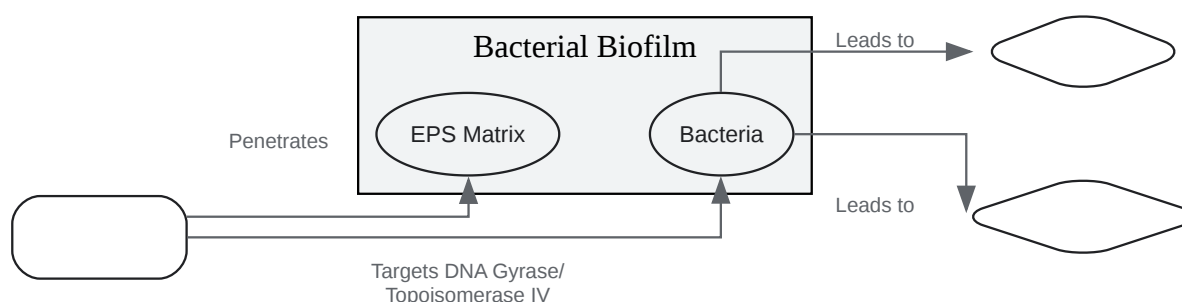 Bacterial Biofilm
Leads to
EPS Matrix
Bacteria
Penetrates
Leads to
Targets DNA Gyrase/
Topoisomerase IV